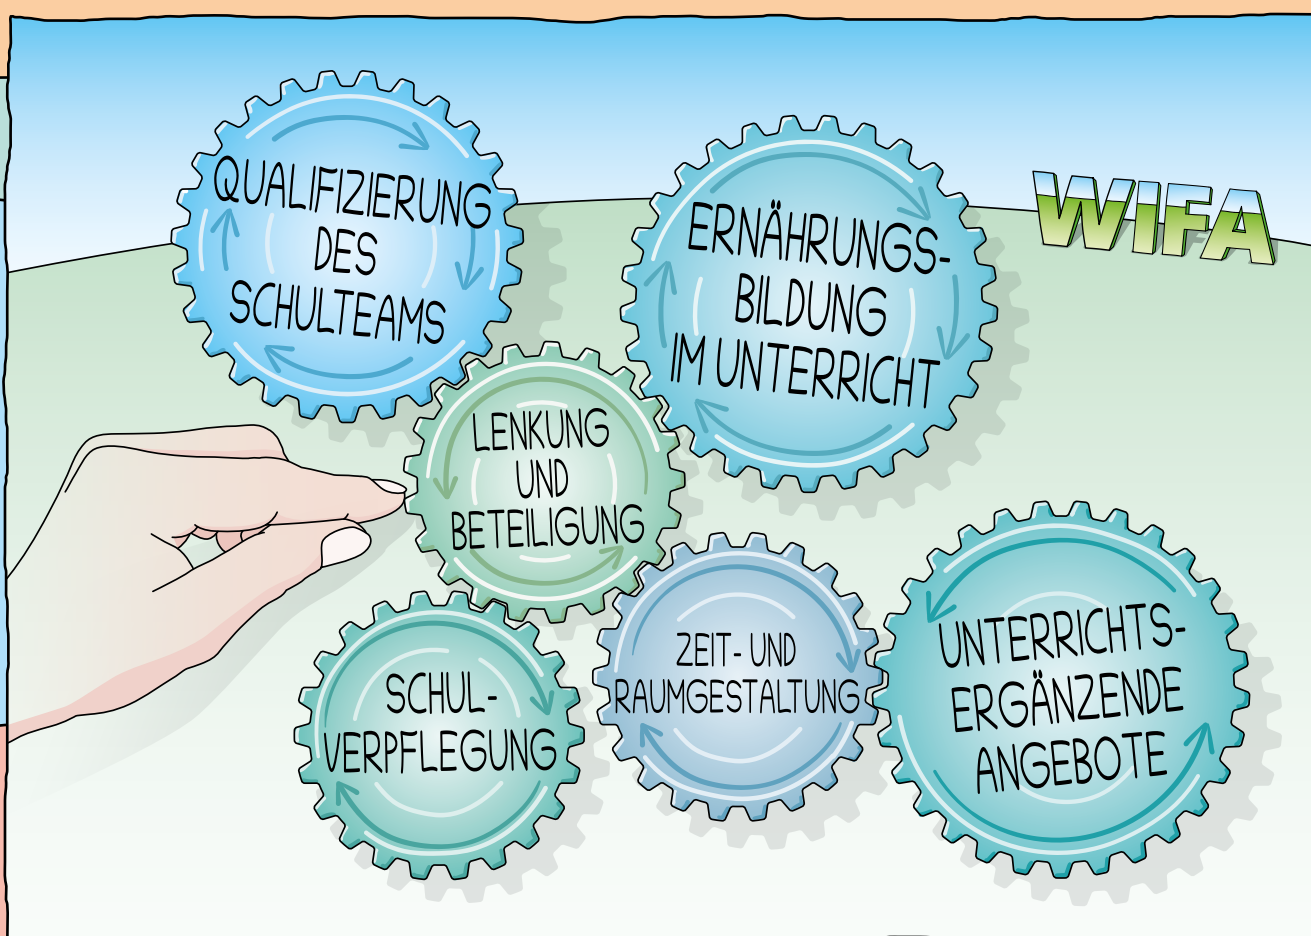 QUALIFIZIERUNG
DES
SCHULTEAMS
ERNÄHRUNGS-
BILDUNG
IM UNTERRICHT
WIFA
LENKUNG
UND
BETEILIGUNG
SCHUL-
VERPFLEGUNG
ZEIT- UND
RAUMGESTALTUNG
UNTERRICHTS-
ERGÄNZENDE
ANGEBOTE